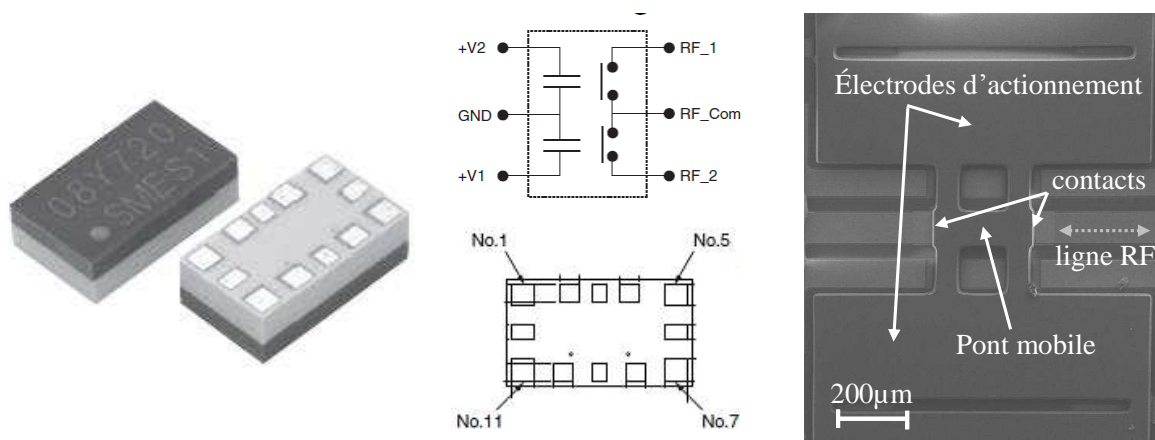 08Y720
SMES1
+V2
RF_1
GND
RF_Com
+V1
RF_2
No.1
No.5
No.11
No.7
Électrodes d'actionnement
contacts
ligne RF
Pont mobile
200µm